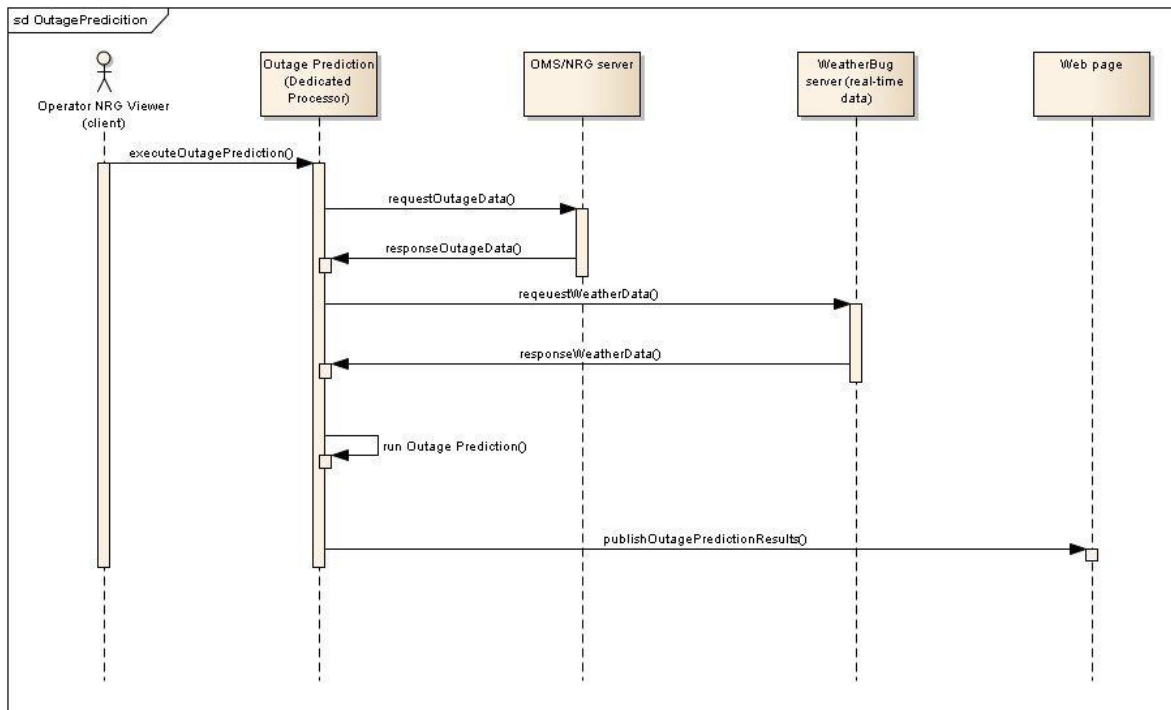 sd OutagePredicition
Operator NRG Viewer
(client)
Outage Prediction
(Dedicated
Processor)
OMS/NRG server
WeatherBug
server (real-time
data)
Web page
executeOutagePrediction()
requestOutageData()
responseOutageData()
reqeuestWeatherData()
responseWeatherData()
run Outage Prediction()
publishOutagePredictionResults()